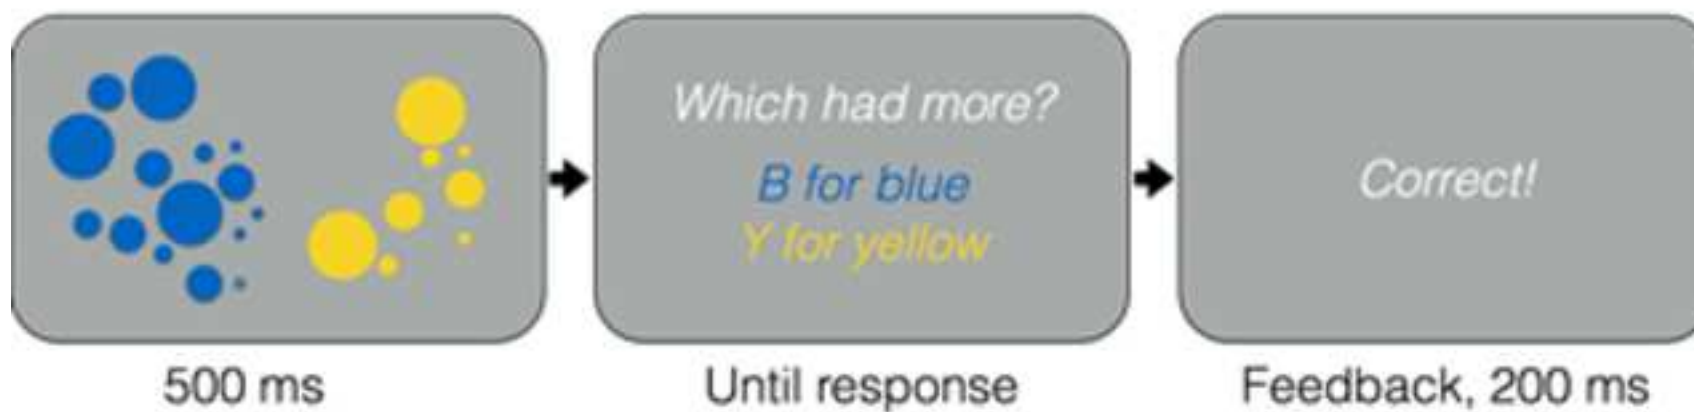 Which had more?
B for blue
Y for yellow
Correct!
500 ms
Until response
Feedback, 200 ms